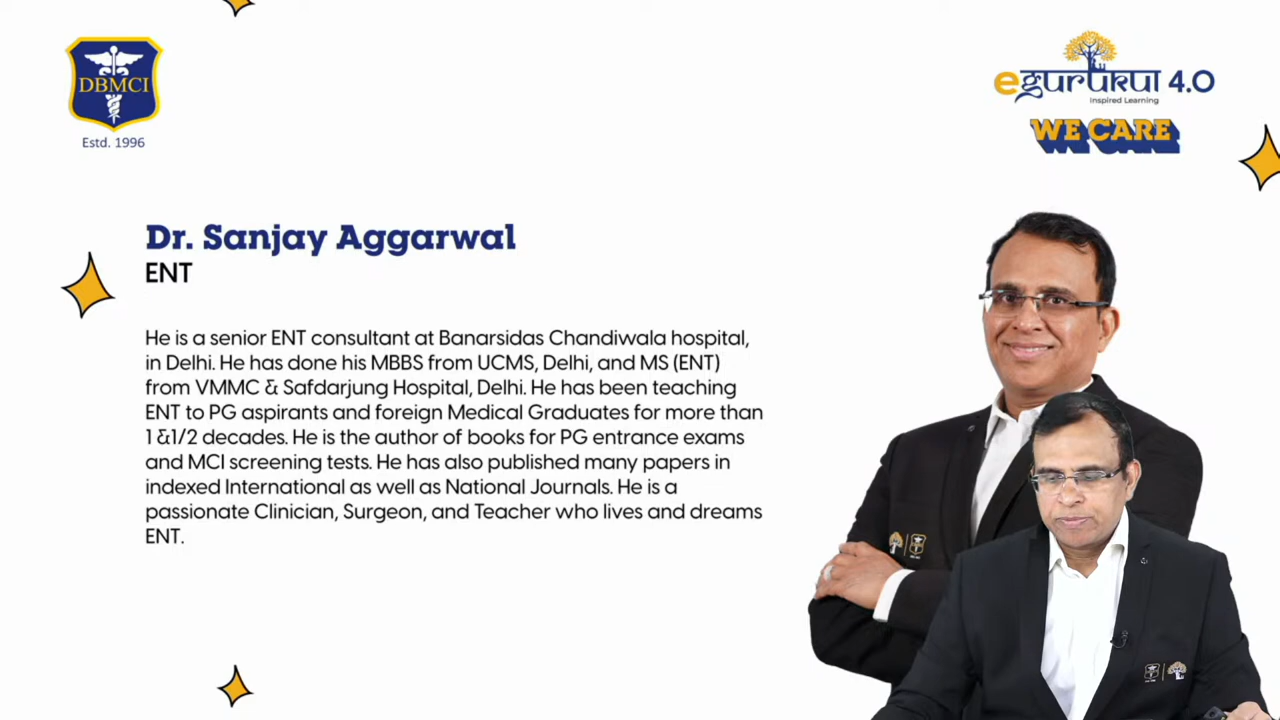 DBMCI
Estd. 1996
egurukul 4.0
Inspired Learning
WE CARE
Dr. Sanjay Aggarwal
ENT
He is a senior ENT consultant at Banarsidas Chandiwala hospital,
in Delhi. He has done his MBBS from UCMS, Delhi, and MS (ENT)
from VMMC & Safdarjung Hospital, Delhi. He has been teaching
ENT to PG aspirants and foreign Medical Graduates for more than
1 &1/2 decades. He is the author of books for PG entrance exams
and MCI screening tests. He has also published many papers in
indexed International as well as National Journals. He is a
passionate Clinician, Surgeon, and Teacher who lives and dreams
ENT.